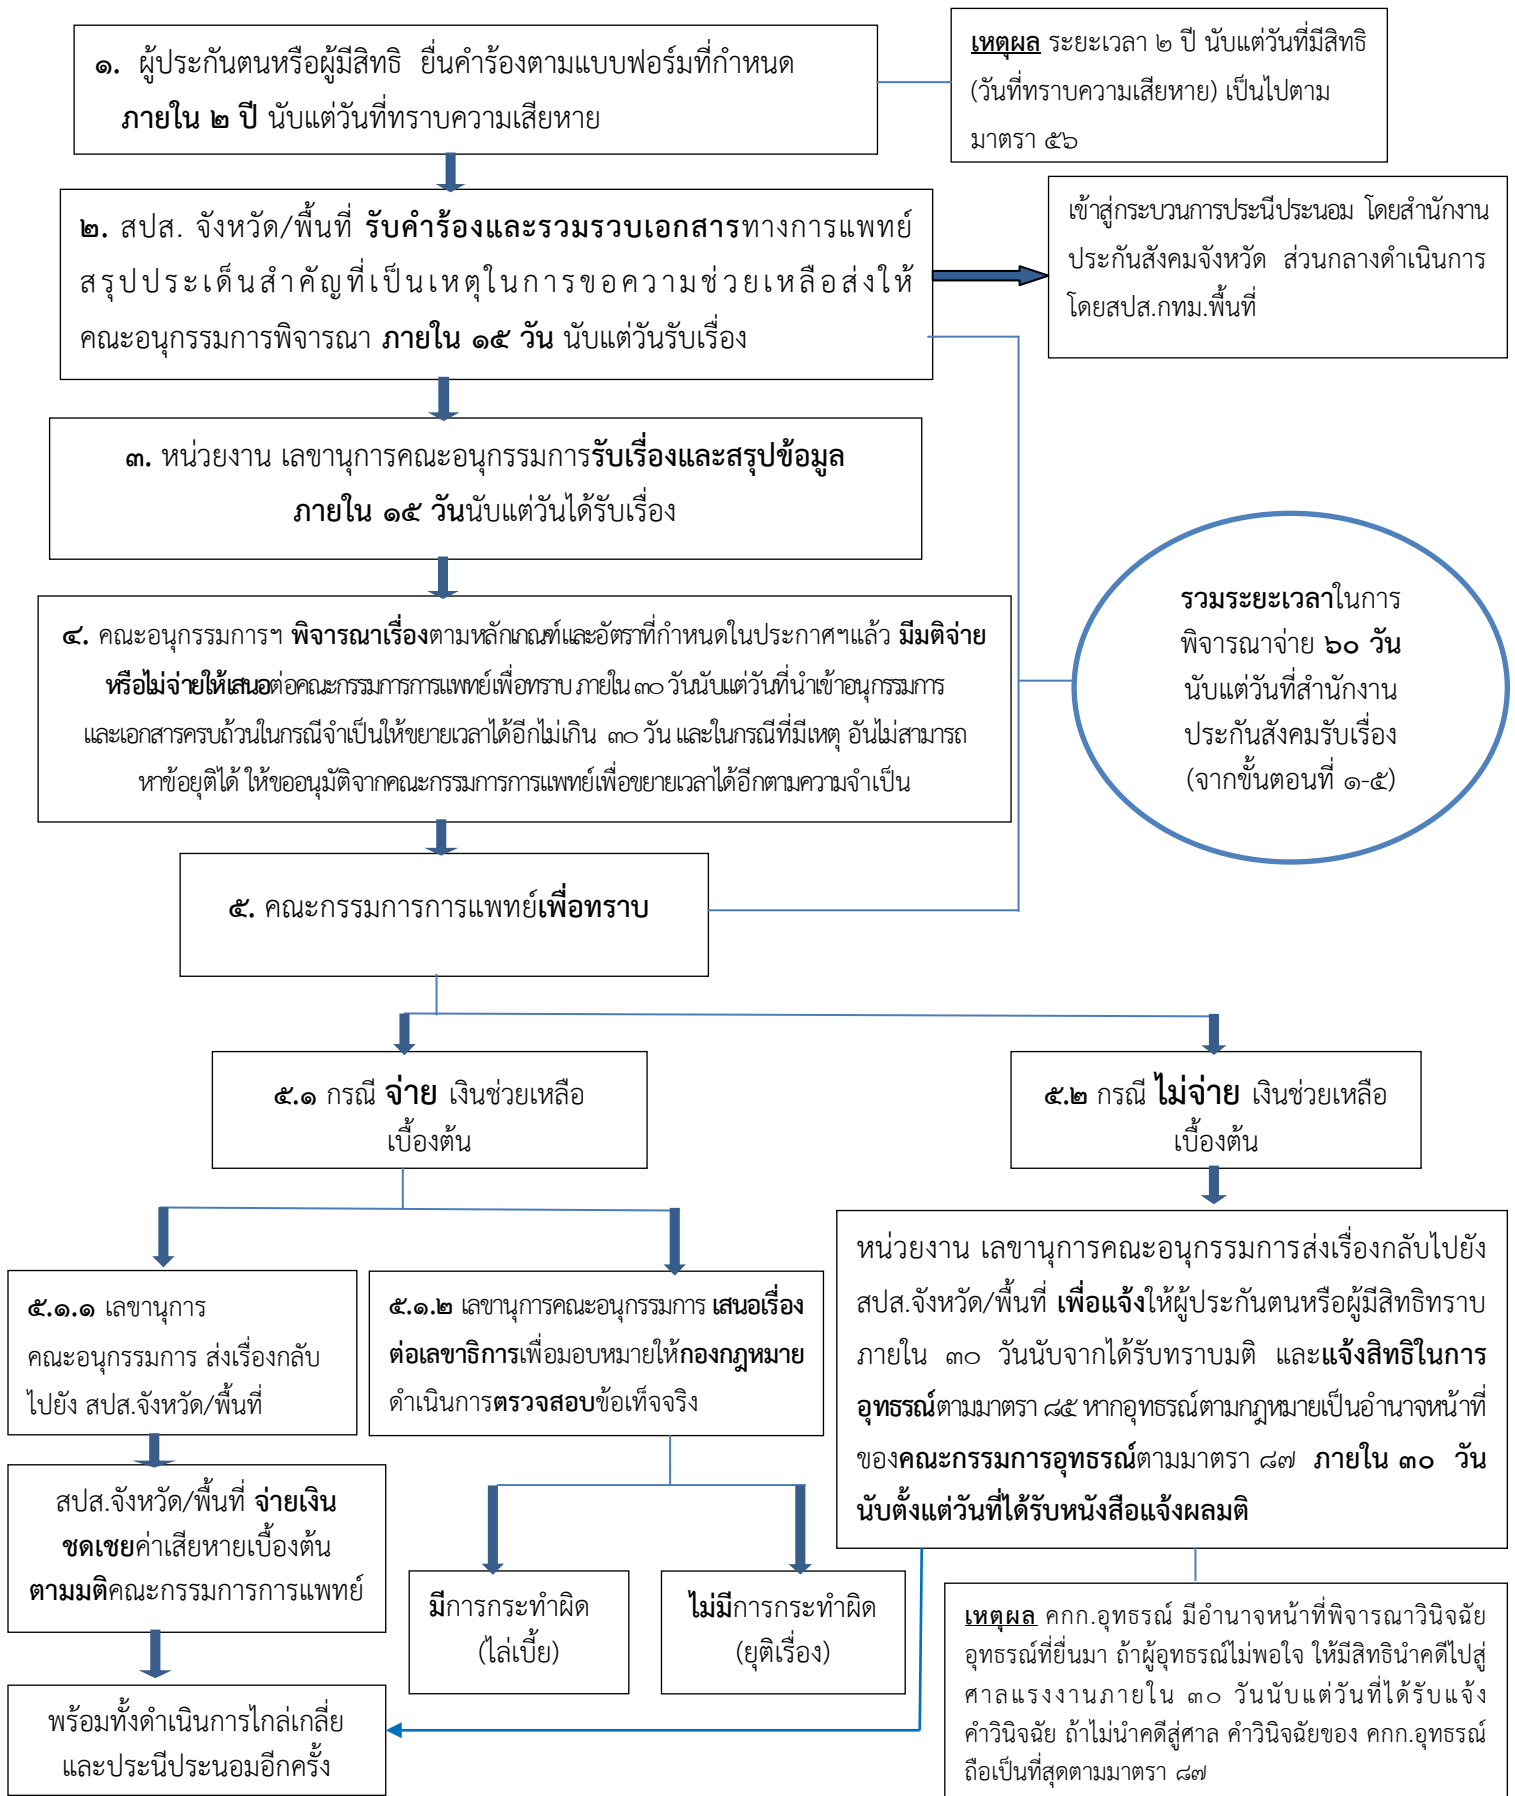 ๑. ผู้ประกันตนหรือผู้มีสิทธิ ยื่นคำร้องตามแบบฟอร์มที่กำหนด
ภายใน ๒ ปี นับแต่วันที่ทราบความเสียหาย
เหตุผล ระยะเวลา ๒ ปี นับแต่วันที่มีสิทธิ
(วันที่ทราบความเสียหาย) เป็นไปตาม
มาตรา ๕๖
๒. สปส. จังหวัด/พื้นที่ รับคำร้องและรวมรวบเอกสารทางการแพทย์
สรุปประเด็นสำคัญที่เป็นเหตุในการขอความช่วยเหลือส่งให้
คณะอนุกรรมการพิจารณา ภายใน ๑๕ วัน นับแต่วันรับเรื่อง
เข้าสู่กระบวนการประนีประนอม โดยสำนักงาน
ประกันสังคมจังหวัด ส่วนกลางดำเนินการ
โดยสปส.กทม.พื้นที่
๓. หน่วยงาน เลขานุการคณะอนุกรรมการรับเรื่องและสรุปข้อมูล
ภายใน ๑๕ วันนับแต่วันได้รับเรื่อง
๔. คณะอนุกรรมการฯ พิจารณาเรื่องตามหลักเกณฑ์และอัตราที่กำหนดในประกาศฯแล้ว มีมติจ่าย
หรือไม่จ่ายให้เสนอต่อคณะกรรมการการแพทย์เพื่อทราบ ภายใน ๓๐ วันนับแต่วันที่นำเข้าอนุกรรมการ
และเอกสารครบถ้วนในกรณีจำเป็นให้ขยายเวลาได้อีกไม่เกิน ๓๐ วัน และในกรณีที่มีเหตุ อันไม่สามารถ
หาข้อยุติได้ ให้ขออนุมัติจากคณะกรรมการการแพทย์เพื่อขยายเวลาได้อีกตามความจำเป็น
รวมระยะเวลาในการ
พิจารณาจ่าย ๖๐ วัน
นับแต่วันที่สำนักงาน
ประกันสังคมรับเรื่อง
(จากขั้นตอนที่ ๑-๕)
๕. คณะกรรมการการแพทย์เพื่อทราบ
๕.๑ กรณี จ่าย เงินช่วยเหลือ
เบื้องต้น
๕.๒ กรณี ไม่จ่าย เงินช่วยเหลือ
เบื้องต้น
๕.๑.๑ เลขานุการ
คณะอนุกรรมการ ส่งเรื่องกลับ
ไปยัง สปส.จังหวัด/พื้นที่
๕.๑.๒ เลขานุการคณะอนุกรรมการ เสนอเรื่อง
ต่อเลขาธิการเพื่อมอบหมายให้กองกฎหมาย
ดำเนินการตรวจสอบข้อเท็จจริง
หน่วยงาน เลขานุการคณะอนุกรรมการส่งเรื่องกลับไปยัง
สปส.จังหวัด/พื้นที่ เพื่อแจ้งให้ผู้ประกันตนหรือผู้มีสิทธิทราบ
ภายใน ๓๐ วันนับจากได้รับทราบมติ และแจ้งสิทธิในการ
อุทธรณ์ตามมาตรา ๘๕ หากอุทธรณ์ตามกฎหมายเป็นอำนาจหน้าที่
ของคณะกรรมการอุทธรณ์ตามมาตรา ๘๗ ภายใน ๓๐ วัน
นับตั้งแต่วันที่ได้รับหนังสือแจ้งผลมติ
สปส.จังหวัด/พื้นที่ จ่ายเงิน
ชดเชยค่าเสียหายเบื้องต้น
ตามมติคณะกรรมการการแพทย์
มีการกระทำผิด
(ไล่เบี้ย)
ไม่มีการกระทำผิด
(ยุติเรื่อง)
เหตุผล คกก.อุทธรณ์ มีอำนาจหน้าที่พิจารณาวินิจฉัย
อุทธรณ์ที่ยื่นมา ถ้าผู้อุทธรณ์ไม่พอใจ ให้มีสิทธินำคดีไปสู่
ศาลแรงงานภายใน ๓๐ วันนับแต่วันที่ได้รับแจ้ง
คำวินิจฉัย ถ้าไม่นำคดีสู่ศาล คำวินิจฉัยของ คกก.อุทธรณ์
ถือเป็นที่สุดตามมาตรา ๘๗
พร้อมทั้งดำเนินการไกล่เกลี่ย
และประนีประนอมอีกครั้ง